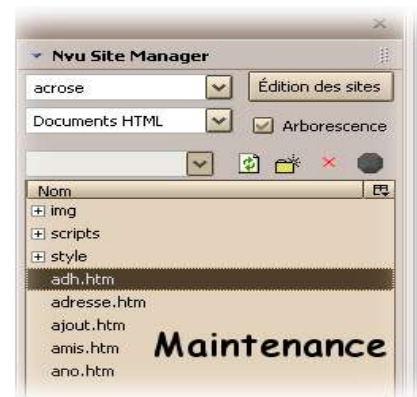 Nvu Site Manager
acrose
Édition des sites
Documents HTML
Arborescence
Nom
img
scripts
style
adh.htm
adresse.htm
ajout.htm
amis.htm
Maintenance
ano.htm